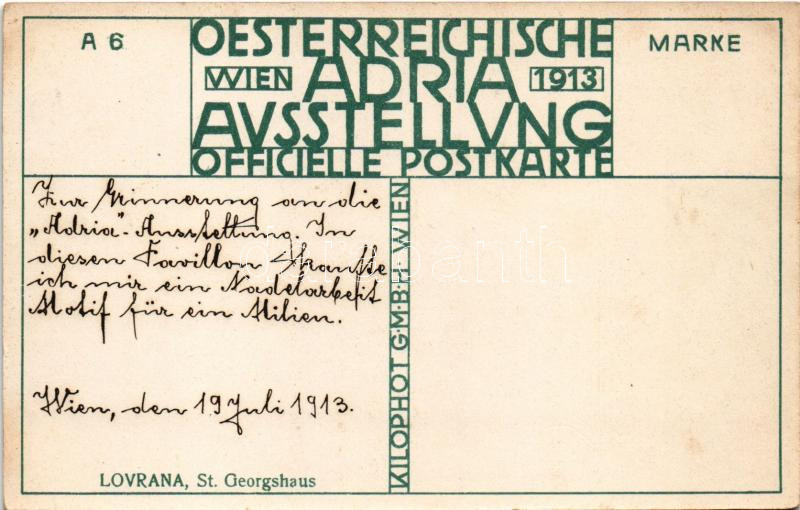 A 6
OESTERREICHISCHE
WIEN ADRIA 1913
AVSSTELLVNG
OFFICIELLE POSTKARTE
MARKE
Zur Erinnerung an die
„Adria"-Ausstellung. In
diesen Pavillon kaufte
ich mir ein Nadelarbeit
Motif für ein Milieu.
Wien, den 19 Juli 1913.
LOVRANA, St. Georgshaus
KILOPHOT G·M·B·H· WIEN